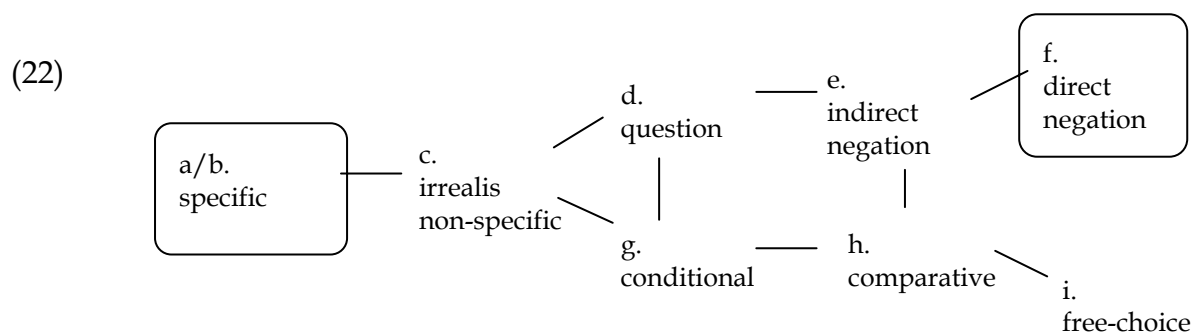 (22)
a/b.
specific
c.
irrealis
non-specific
d.
question
g.
conditional
e.
indirect
negation
h.
comparative
f.
direct
negation
i.
free-choice